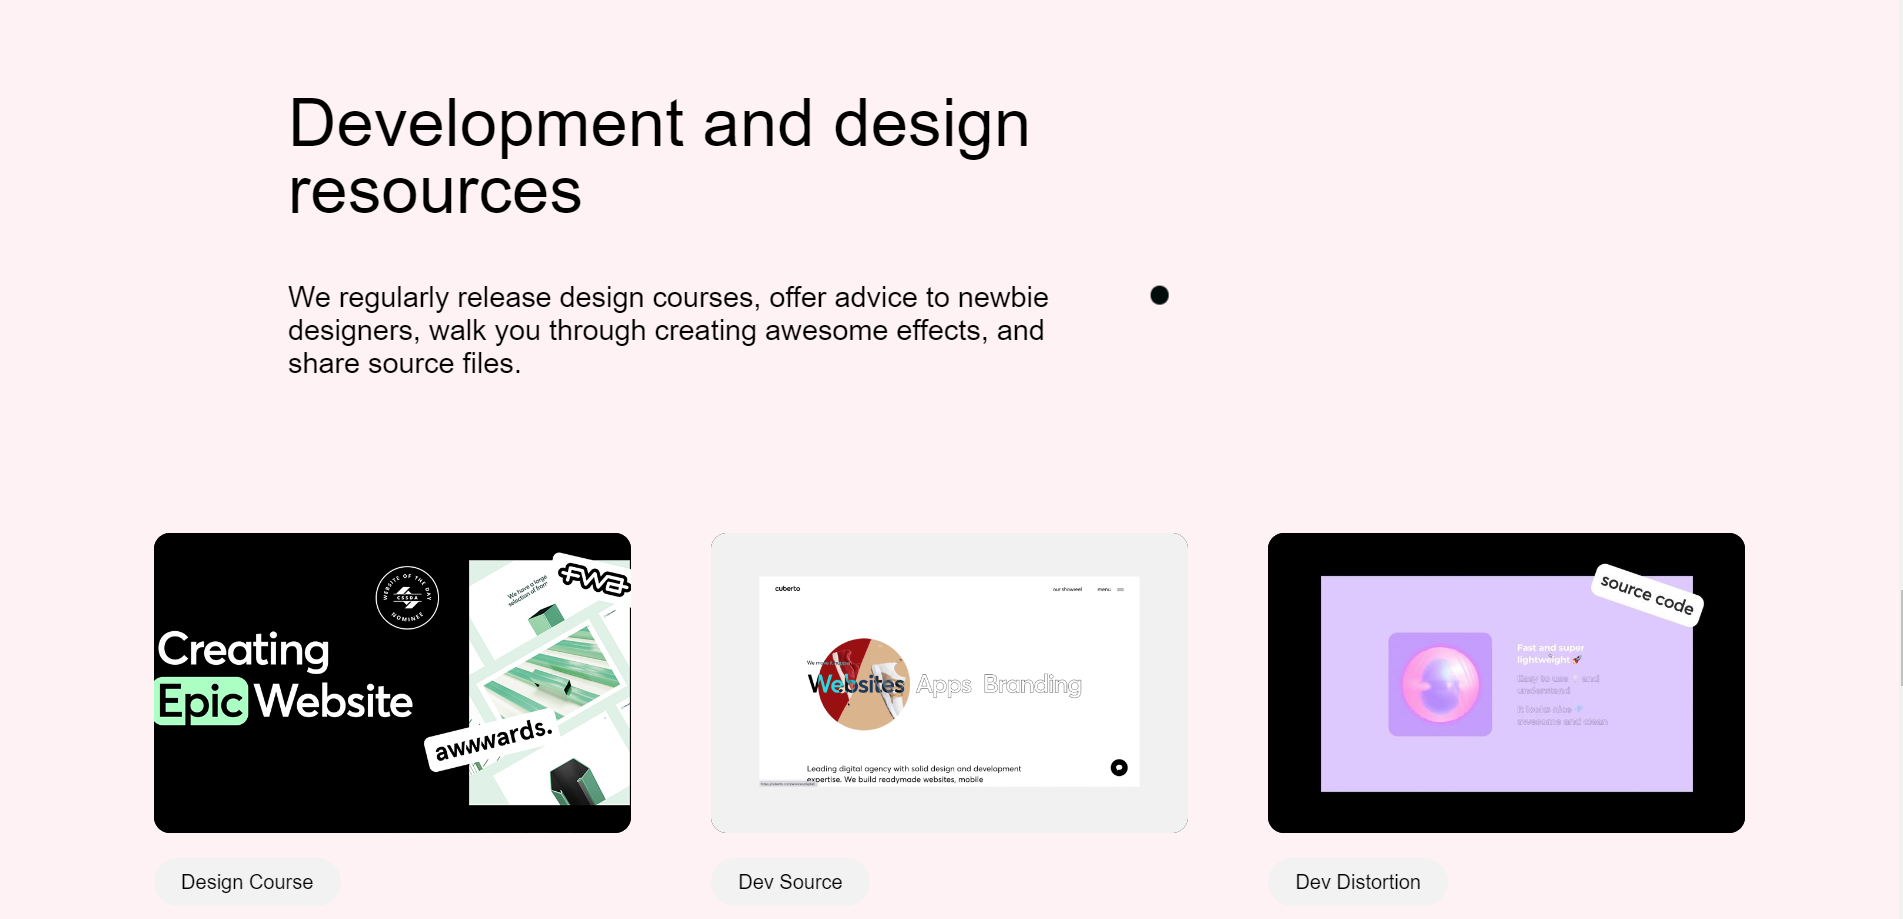 Development and design
resources
We regularly release design courses, offer advice to newbie
designers, walk you through creating awesome effects, and
share source files.
WEBSITE OF THE DAY
CSSDA
NOMINEE
We have a large
selection of from
FWA
Creating
Epic Website
awwwards.
cuberto
our showreel
menu
Websites Apps Branding
Leading digital agency with solid design and development
expertise. We build readymade websites, mobile
source code
Fast and super
lightweight🚀
Easy to use and
understand
It looks nice
awesome and clean
Design Course
Dev Source
Dev Distortion